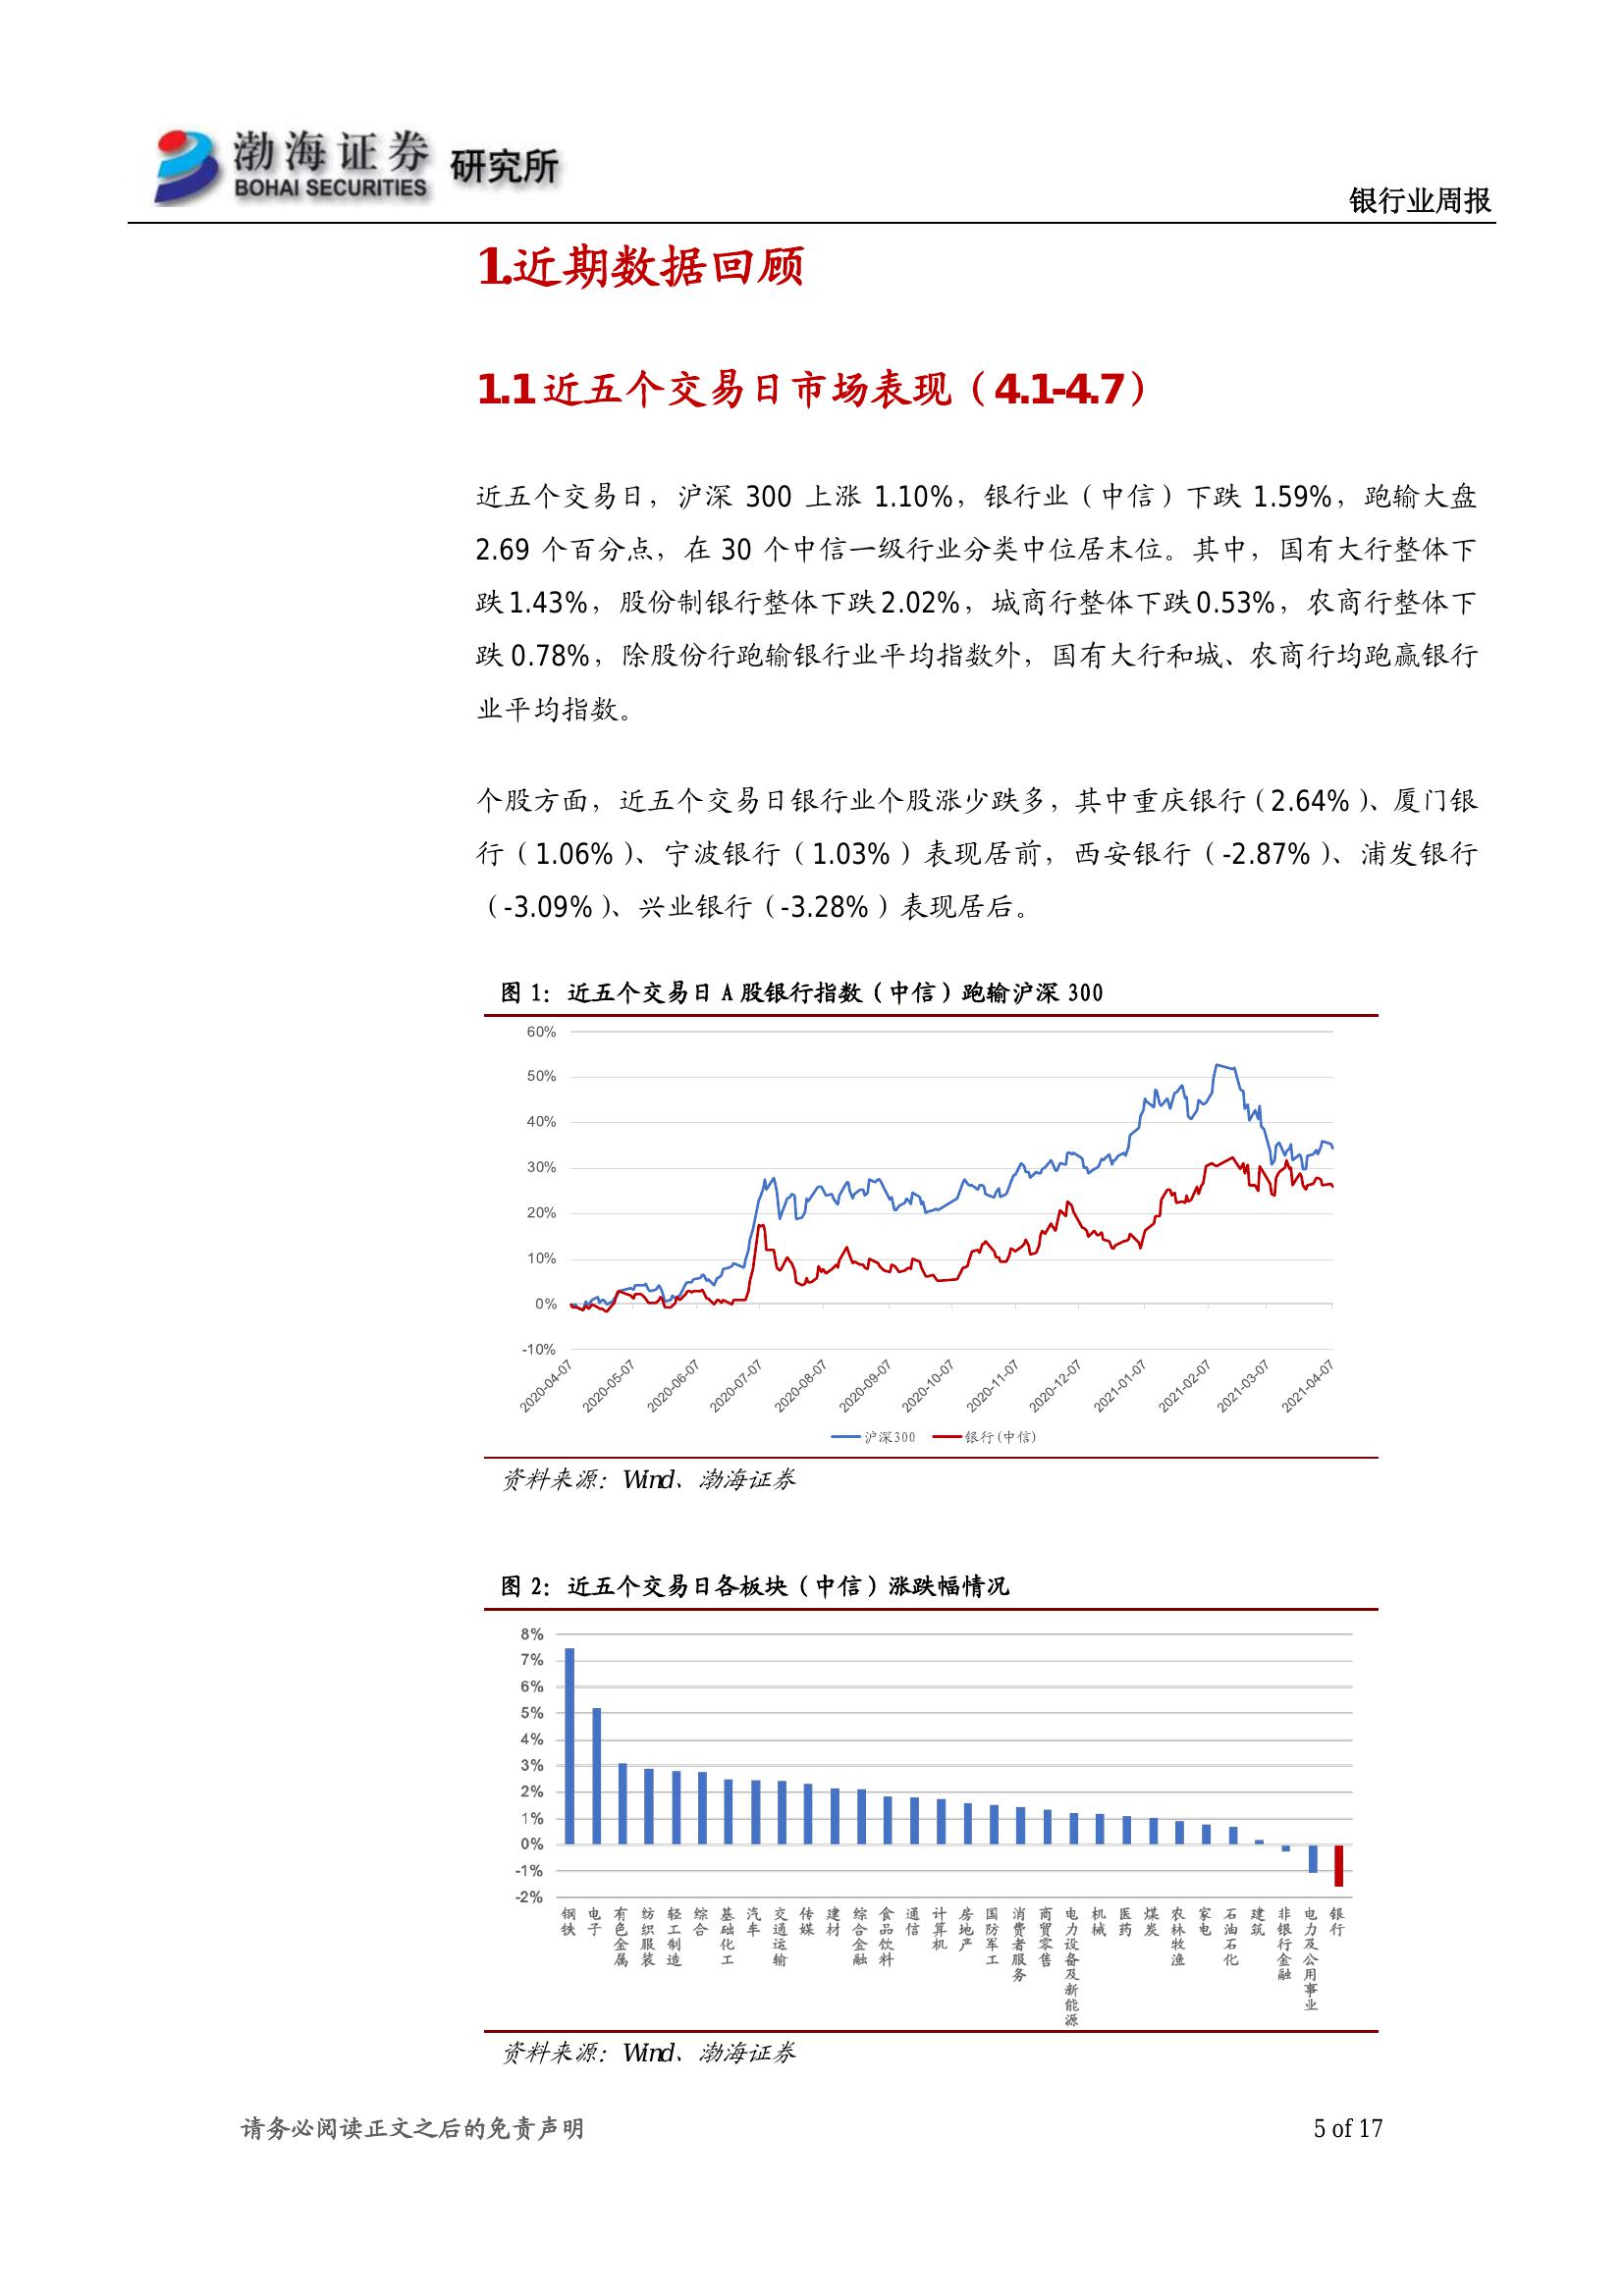 渤海证券 研究所
BOHAI SECURITIES
银行业周报
1.近期数据回顾
1.1 近五个交易日市场表现（4.1-4.7）
近五个交易日，沪深 300 上涨 1.10%，银行业（中信）下跌 1.59%，跑输大盘
2.69 个百分点，在 30 个中信一级行业分类中位居末位。其中，国有大行整体下
跌 1.43%，股份制银行整体下跌 2.02%，城商行整体下跌 0.53%，农商行整体下
跌 0.78%，除股份行跑输银行业平均指数外，国有大行和城、农商行均跑赢银行
业平均指数。
个股方面，近五个交易日银行业个股涨少跌多，其中重庆银行（2.64%）、厦门银
行（1.06%）、宁波银行（1.03%）表现居前，西安银行（-2.87%）、浦发银行
（-3.09%）、兴业银行（-3.28%）表现居后。
图 1：近五个交易日 A 股银行指数（中信）跑输沪深 300
60%
50%
40%
30%
20%
10%
0%
-10%
2020-04-07 2020-05-07 2020-06-07 2020-07-07 2020-08-07 2020-09-07 2020-10-07 2020-11-07 2020-12-07 2021-01-07 2021-02-07 2021-03-07 2021-04-07
沪深300 银行(中信)
资料来源：Wind、渤海证券
图 2：近五个交易日各板块（中信）涨跌幅情况
8%
7%
6%
5%
4%
3%
2%
1%
0%
-1%
-2%
钢铁 电子 有色金属 纺织服装 轻工制造 综合 基础化工 汽车 交通运输 传媒 建材 综合金融 食品饮料 通信 计算机 房地产 国防军工 消费者服务 商贸零售 电力设备及新能源 机械 医药 煤炭 农林牧渔 家电 石油石化 建筑 非银行金融 电力及公用事业 银行
资料来源：Wind、渤海证券
请务必阅读正文之后的免责声明
5 of 17